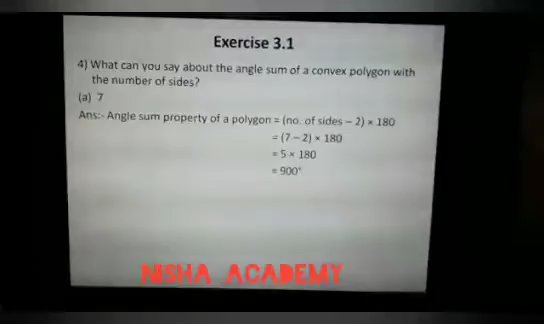 Exercise 3.1
4) What can you say about the angle sum of a convex polygon with
the number of sides?
(a) 7
Ans:- Angle sum property of a polygon = (no. of sides – 2) × 180
= (7 – 2) × 180
= 5 × 180
= 900°
NISHA ACADEMY